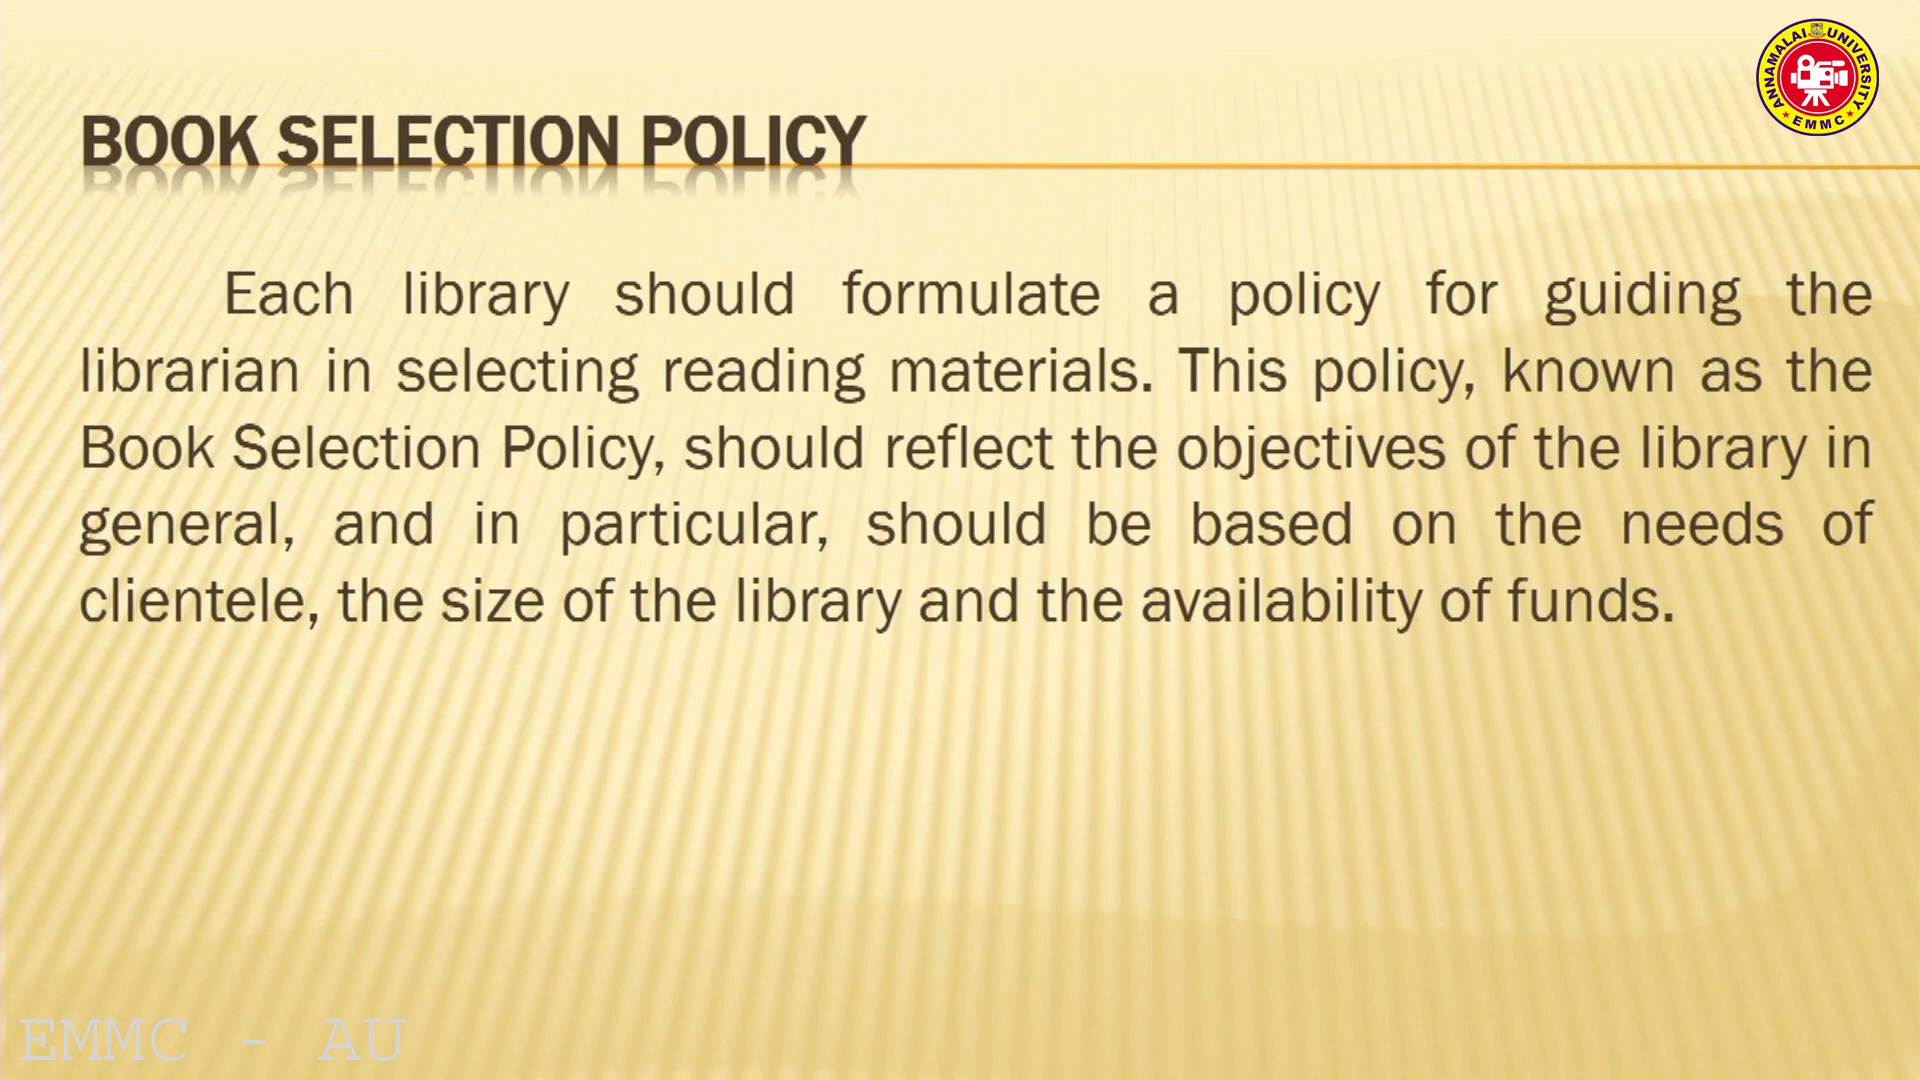 ANNAMALAI UNIVERSITY
EMMC
BOOK SELECTION POLICY
Each library should formulate a policy for guiding the
librarian in selecting reading materials. This policy, known as the
Book Selection Policy, should reflect the objectives of the library in
general, and in particular, should be based on the needs of
clientele, the size of the library and the availability of funds.
EMMC - AU